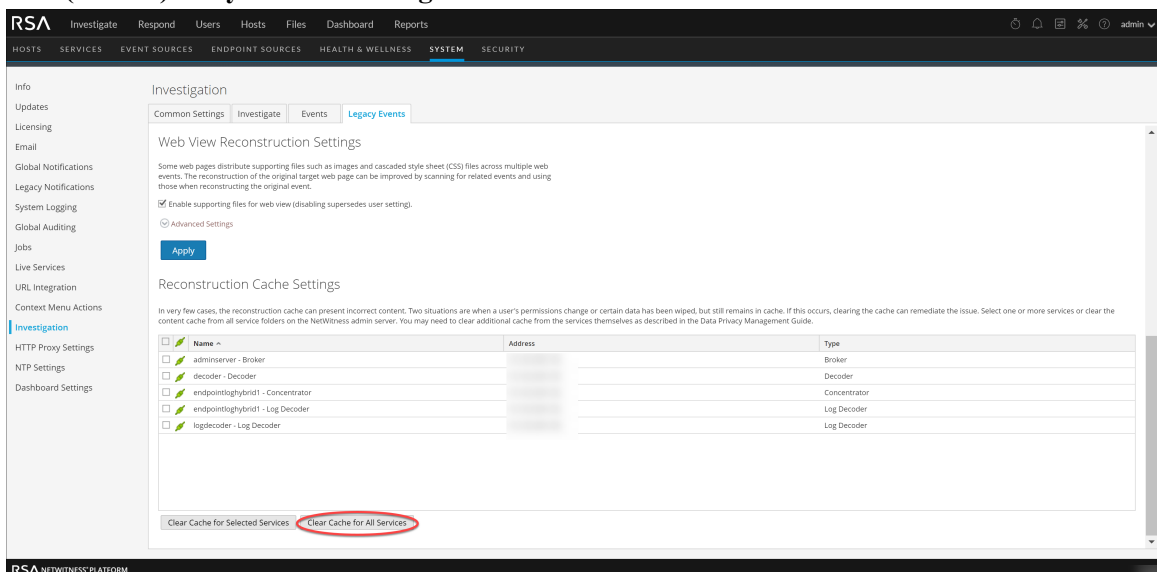 RSA Investigate Respond Users Hosts Files Dashboard Reports admin
HOSTS SERVICES EVENT SOURCES ENDPOINT SOURCES HEALTH & WELLNESS SYSTEM SECURITY
Info
Updates
Licensing
Email
Global Notifications
Legacy Notifications
System Logging
Global Auditing
Jobs
Live Services
URL Integration
Context Menu Actions
Investigation
HTTP Proxy Settings
NTP Settings
Dashboard Settings
Investigation
Common Settings Investigate Events Legacy Events
Web View Reconstruction Settings
Some web pages distribute supporting files such as images and cascaded style sheet (CSS) files across multiple web
events. The reconstruction of the original target web page can be improved by scanning for related events and using
those when reconstructing the original event.
Enable supporting files for web view (disabling supersedes user setting).
Advanced Settings
Apply
Reconstruction Cache Settings
In very few cases, the reconstruction cache can present incorrect content. Two situations are when a user's permissions change or certain data has been wiped, but still remains in cache. If this occurs, clearing the cache can remediate the issue. Select one or more services or clear the
content cache from all service folders on the NetWitness admin server. You may need to clear additional cache from the services themselves as described in the Data Privacy Management Guide.
Name Address Type
adminserver - Broker Broker
decoder - Decoder Decoder
endpointloghybrid1 - Concentrator Concentrator
endpointloghybrid1 - Log Decoder Log Decoder
logdecoder - Log Decoder Log Decoder
Clear Cache for Selected Services Clear Cache for All Services
RSA NETWITNESS® PLATFORM